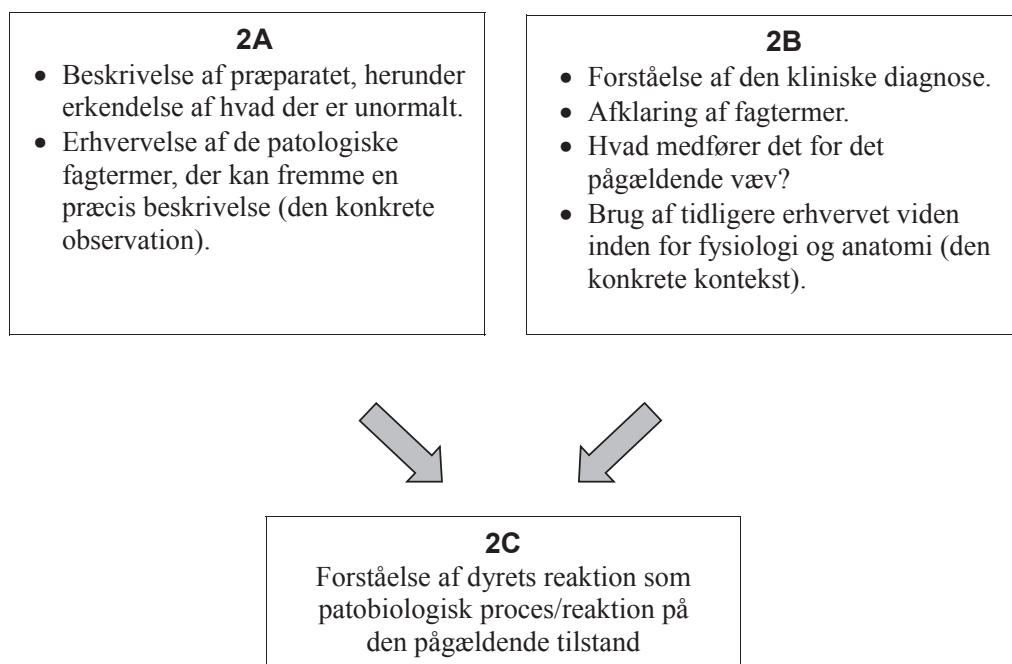 2A
• Beskrivelse af præparatet, herunder
erkendelse af hvad der er unormalt.
• Erhvervelse af de patologiske
fagtermer, der kan fremme en
præcis beskrivelse (den konkrete
observation).
2B
• Forståelse af den kliniske diagnose.
• Afklaring af fagtermer.
• Hvad medfører det for det
pågældende væv?
• Brug af tidligere erhvervet viden
inden for fysiologi og anatomi (den
konkrete kontekst).
2C
Forståelse af dyrets reaktion som
patobiologisk proces/reaktion på
den pågældende tilstand